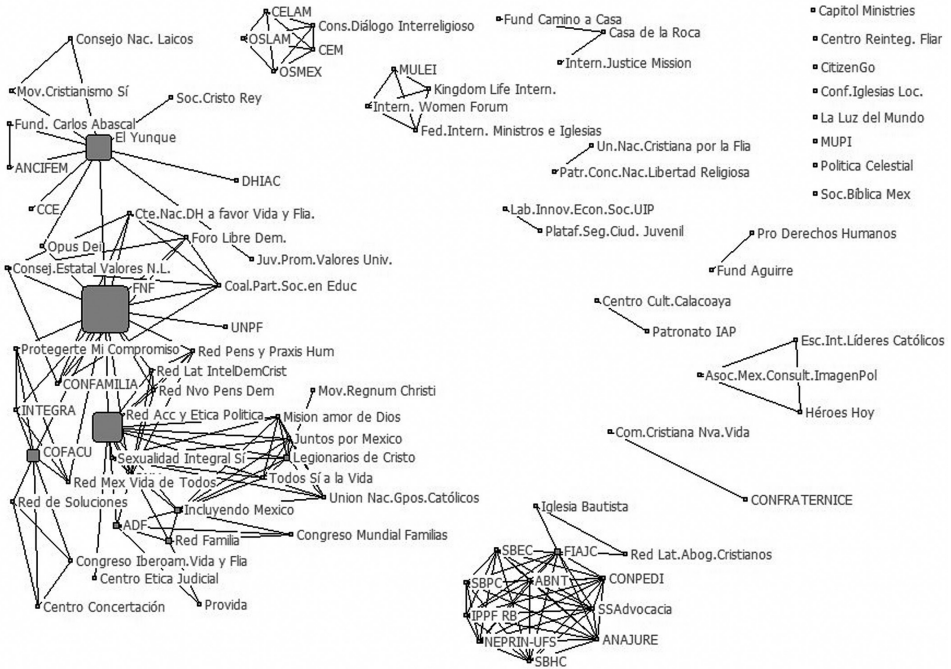 CELAM
Cons.Diálogo Interreligioso
OSLAM
CEM
OSMEX
Fund Camino a Casa
Casa de la Roca
Intern.Justice Mission
Capitol Ministries
Centro Reinteg. Fliar
CitizenGo
Conf.Iglesias Loc.
La Luz del Mundo
MUPI
Politica Celestial
Soc.Bíblica Mex
Consejo Nac. Laicos
Mov.Cristianismo Sí
Soc.Cristo Rey
Fund. Carlos Abascal
El Yunque
ANCIFEM
DHIAC
CCE
MULEI
Kingdom Life Intern.
Intern. Women Forum
Fed.Intern. Ministros e Iglesias
Un.Nac.Cristiana por la Flia
Patr.Conc.Nac.Libertad Religiosa
Lab.Innov.Econ.Soc.UIP
Plataf.Seg.Ciud. Juvenil
Pro Derechos Humanos
Fund Aguirre
Cte.Nac.DH a favor Vida y Flia.
Opus Dei
Foro Libre Dem.
Juv.Prom.Valores Univ.
Consej.Estatal Valores N.L.
FNF
Coal.Part.Soc.en Educ
UNPF
Centro Cult.Calacoaya
Patronato IAP
Esc.Int.Líderes Católicos
Asoc.Mex.Consult.ImagenPol
Héroes Hoy
Protegerte Mi Compromiso
Red Pens y Praxis Hum
Red Lat IntelDemCrist
CONFAMILIA
Red Nvo Pens Dem
Mov.Regnum Christi
INTEGRA
Red Acc y Etica Politica
Mision amor de Dios
Juntos por Mexico
COFACU
Sexualidad Integral Sí
Legionarios de Cristo
Red Mex Vida de Todos
Todos Sí a la Vida
Union Nac.Gpos.Católicos
Red de Soluciones
Incluyendo Mexico
ADF
Red Familia
Congreso Mundial Familias
Congreso Iberoam.Vida y Flia
Centro Etica Judicial
Centro Concertación
Provida
Com.Cristiana Nva.Vida
CONFRATERNICE
Iglesia Bautista
SBEC
FIAJC
Red Lat.Abog.Cristianos
SBPC
ABNT
CONPEDI
IPPF RB
SSAdvocacia
NEPRIN-UFS
ANAJURE
SBHC